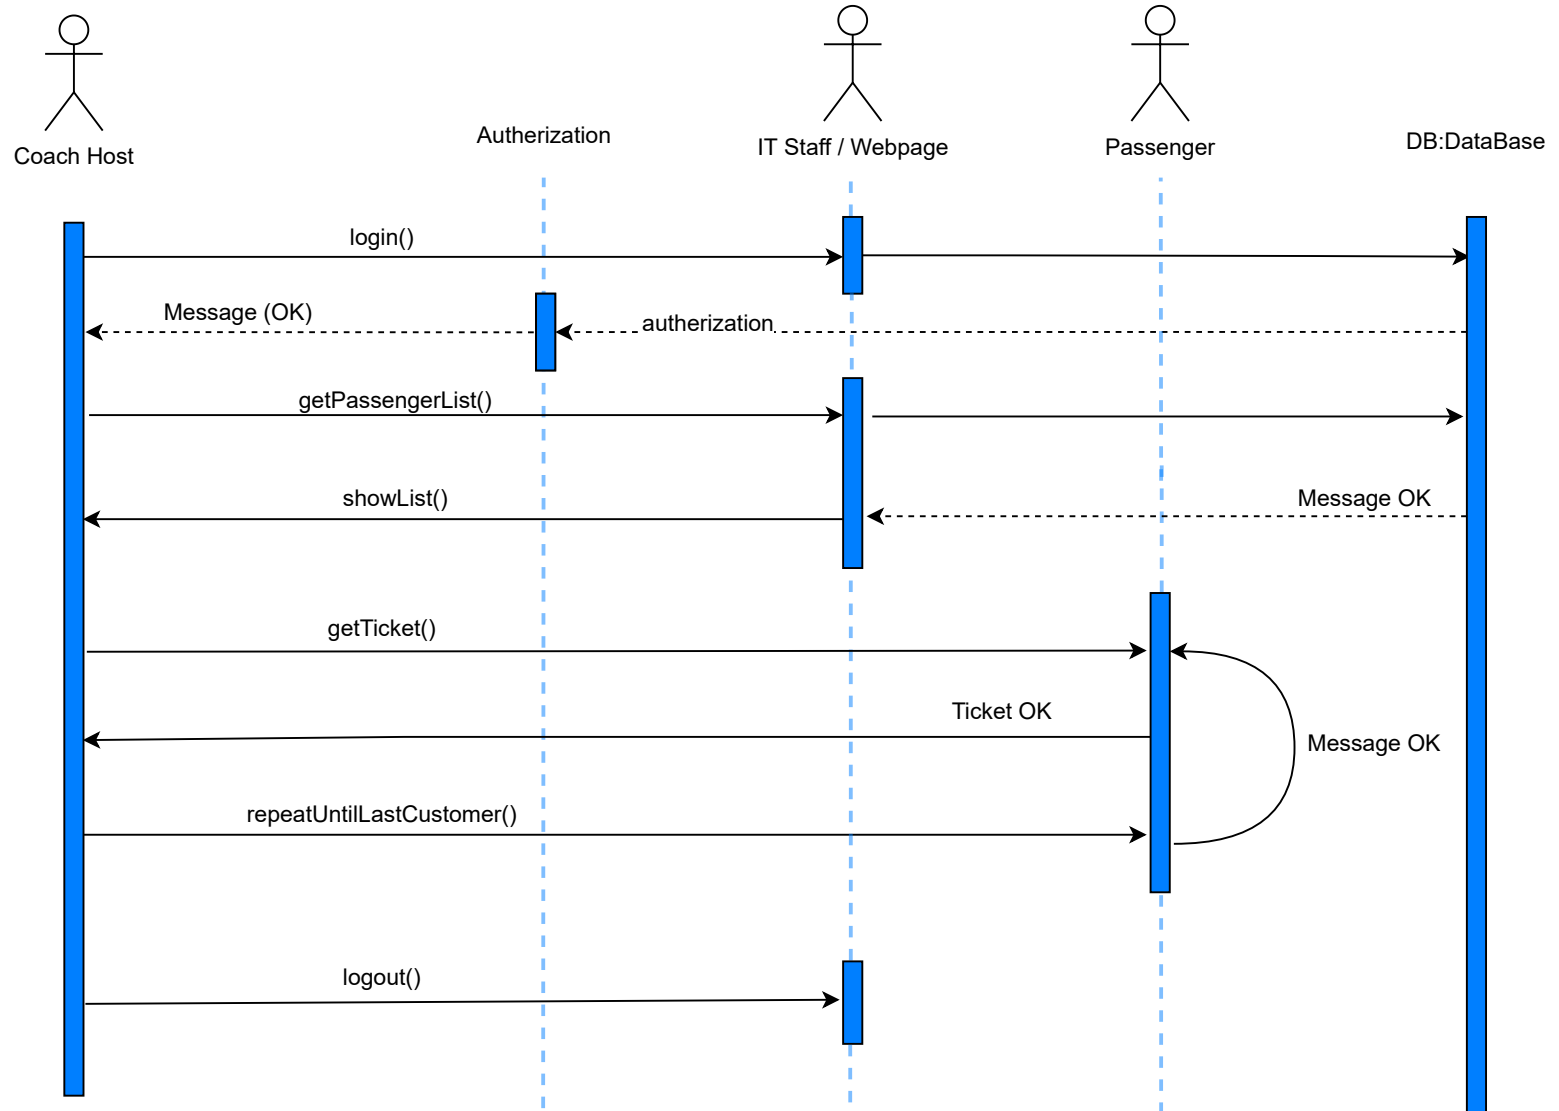 Coach Host
Autherization
IT Staff / Webpage
Passenger
DB:DataBase
login()
Message (OK)
autherization
getPassengerList()
showList()
Message OK
getTicket()
Ticket OK
Message OK
repeatUntilLastCustomer()
logout()